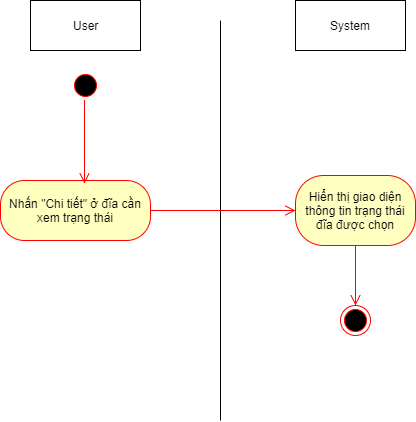 User
System
Nhấn "Chi tiết" ở đĩa cần
xem trạng thái
Hiển thị giao diện
thông tin trạng thái
đĩa được chọn